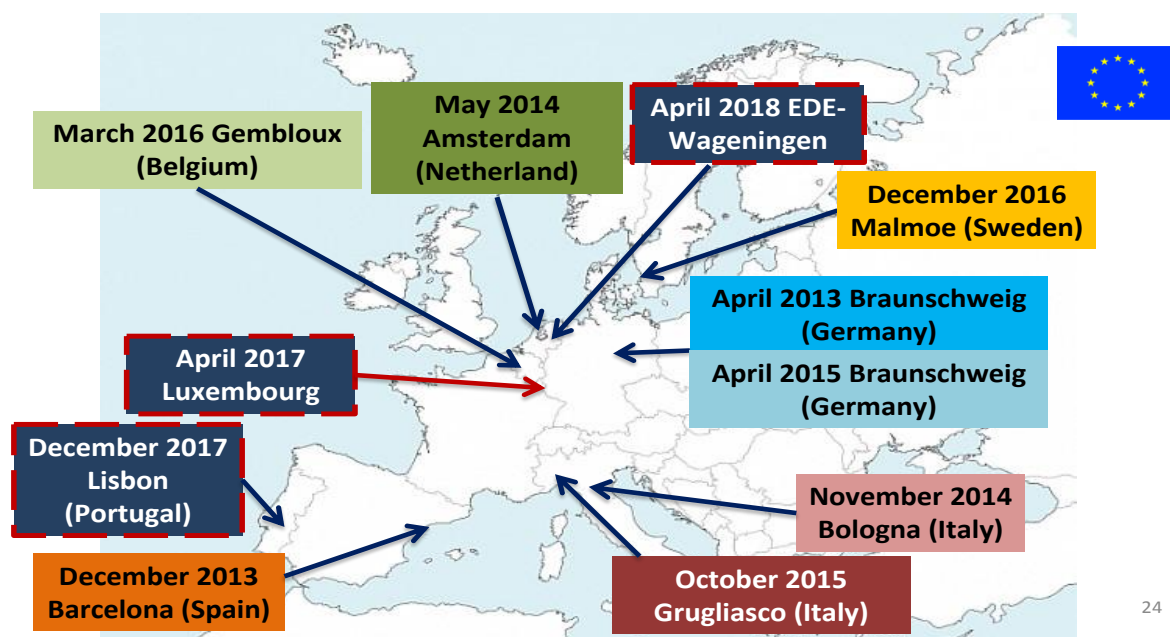 May 2014
Amsterdam
(Netherland)
April 2018 EDE-
Wageningen
March 2016 Gembloux
(Belgium)
December 2016
Malmoe (Sweden)
April 2013 Braunschweig
(Germany)
April 2015 Braunschweig
(Germany)
April 2017
Luxembourg
December 2017
Lisbon
(Portugal)
November 2014
Bologna (Italy)
December 2013
Barcelona (Spain)
October 2015
Grugliasco (Italy)
24